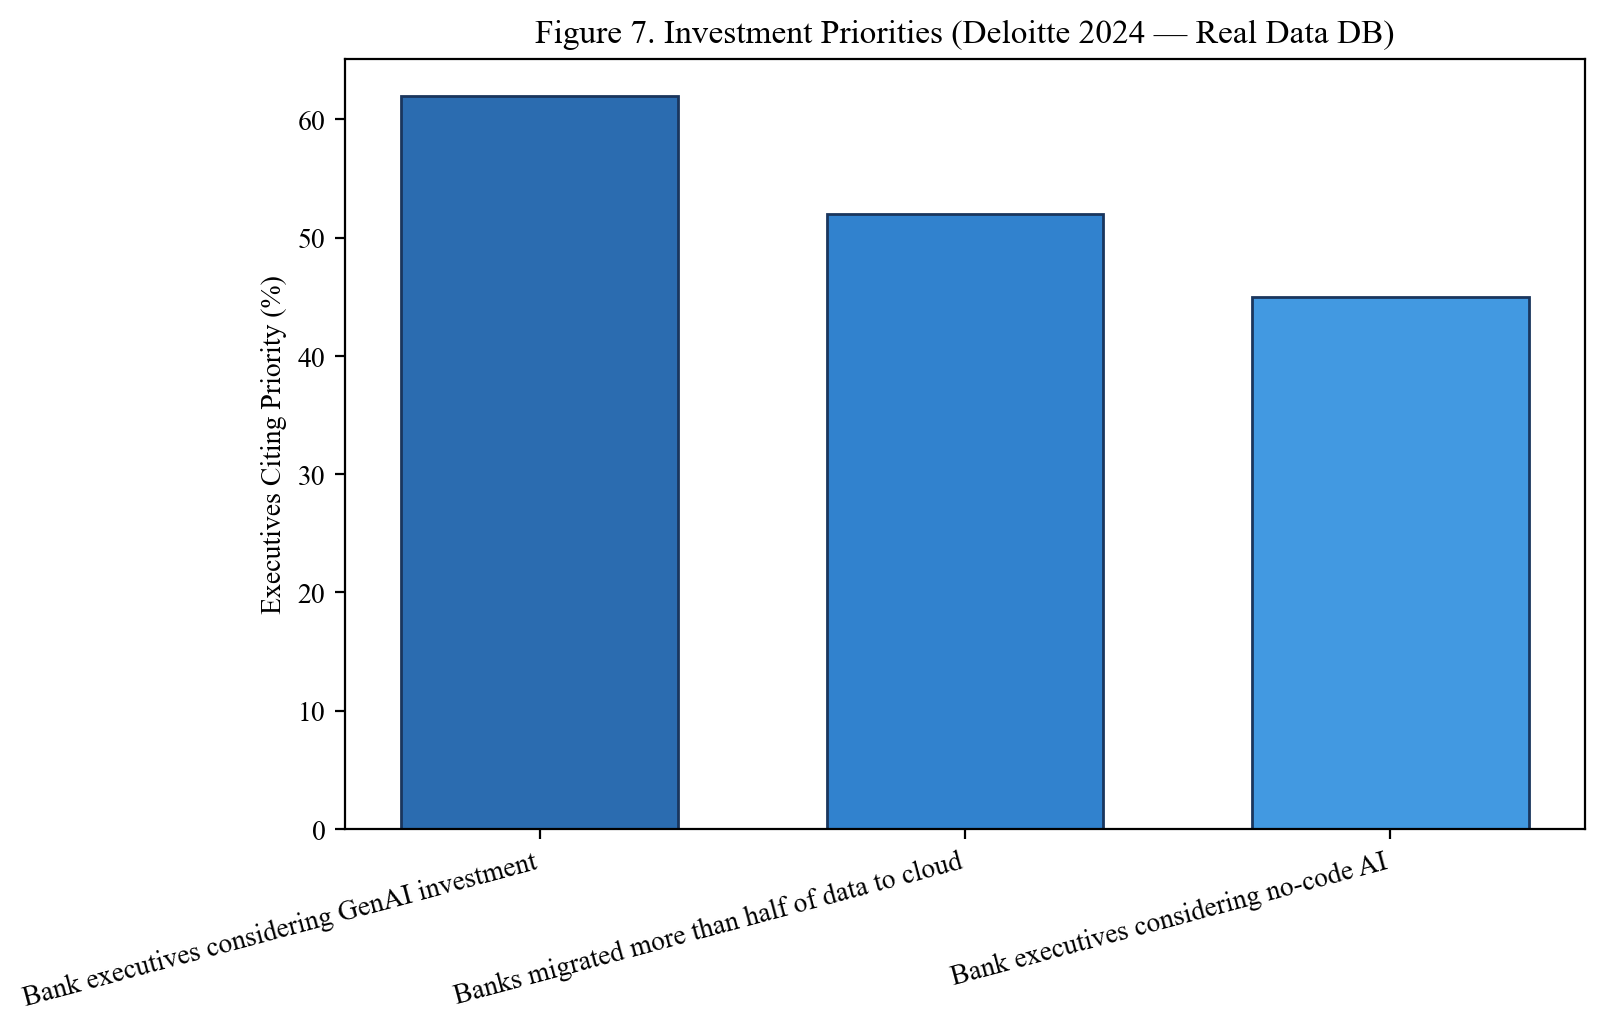 Figure 7. Investment Priorities (Deloitte 2024 — Real Data DB)
Executives Citing Priority (%)
60
50
40
30
20
10
0
Bank executives considering GenAI investment
Banks migrated more than half of data to cloud
Bank executives considering no-code AI